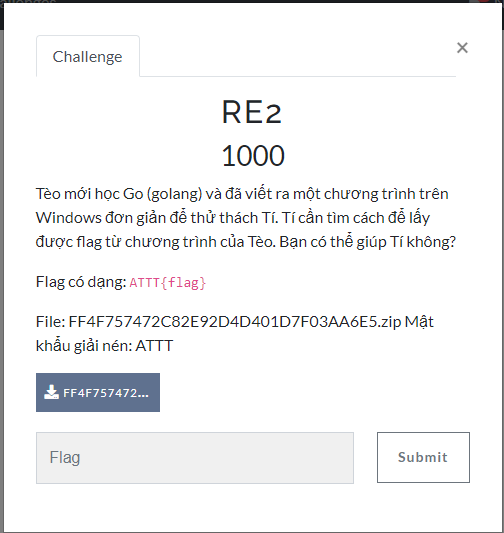 Challenge
×
RE2
1000
Tèo mới học Go (golang) và đã viết ra một chương trình trên
Windows đơn giản để thử thách Tí. Tí cần tìm cách để lấy
được flag từ chương trình của Tèo. Bạn có thể giúp Tí không?
Flag có dạng: ATTT{flag}
File: FF4F757472C82E92D4D401D7F03AA6E5.zip Mật
khẩu giải nén: ATTT
FF4F757472...
Flag
Submit